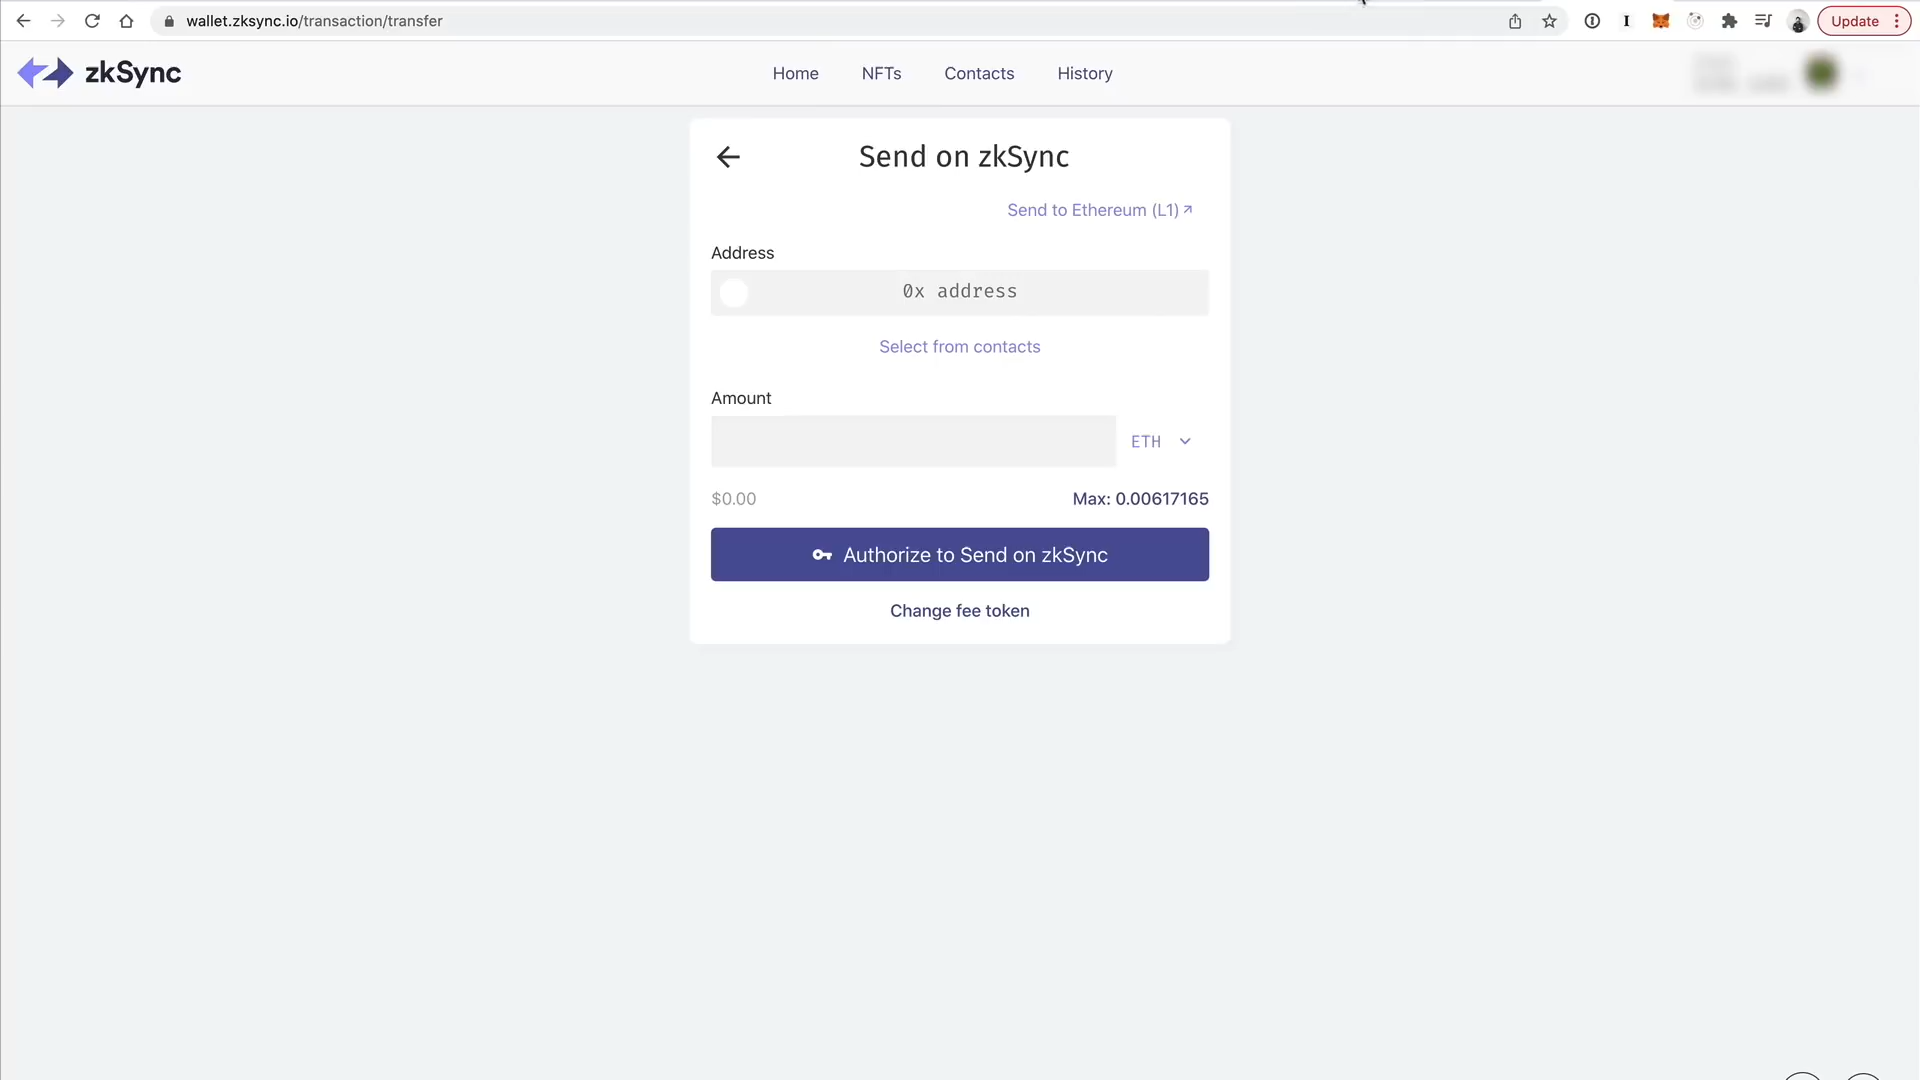 wallet.zksync.io/transaction/transfer
Update
zkSync
Home
NFTs
Contacts
History
Send on zkSync
Send to Ethereum (L1)
Address
0x address
Select from contacts
Amount
ETH
$0.00
Max: 0.00617165
Authorize to Send on zkSync
Change fee token